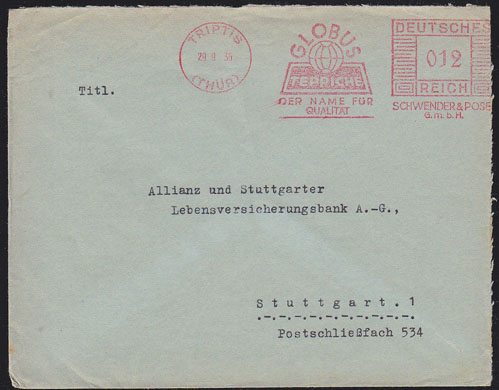 TRIPTIS
(THÜR)
GLOBUS
TEPPICHE
DER NAME FÜR
QUALITÄT
DEUTSCHES
012
REICH
SCHWENDER & POSE
G.m.b.H.
Titl.
Allianz und Stuttgarter
Lebensversicherungsbank A.-G.,
Stuttgart. 1
Postschließfach 534